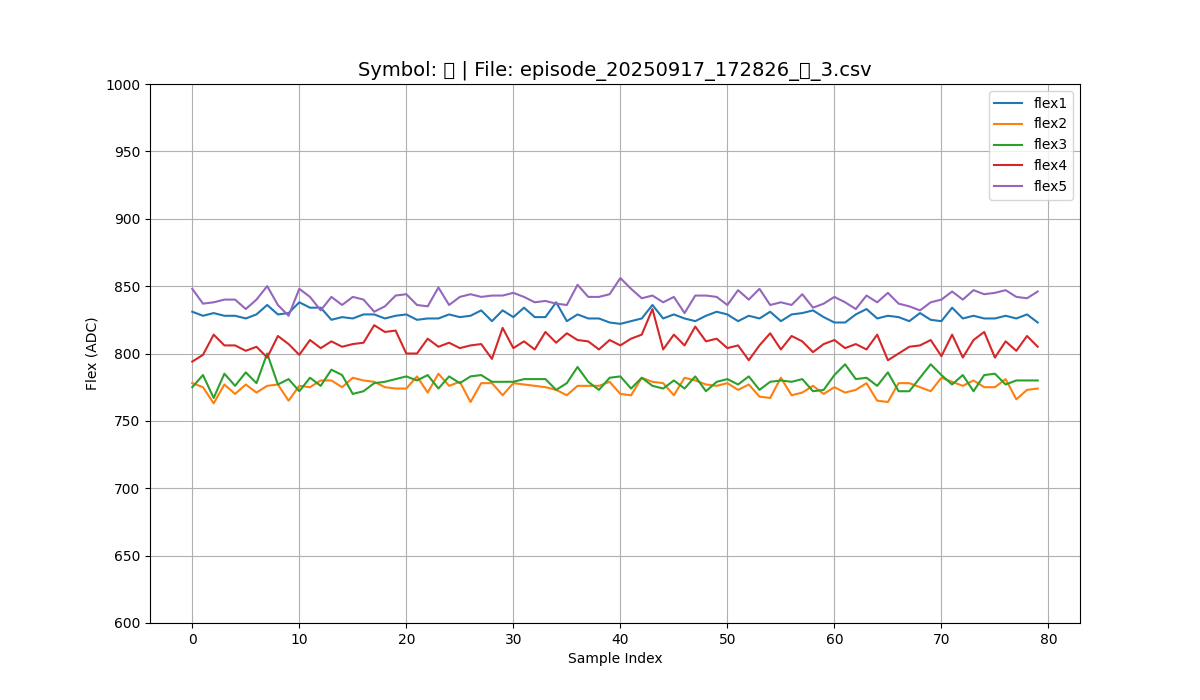 Symbol: | File: episode_20250917_172826_ _3.csv
1000
950
900
850
800
750
700
650
600
Flex (ADC)
flex1
flex2
flex3
flex4
flex5
0 10 20 30 40 50 60 70 80
Sample Index